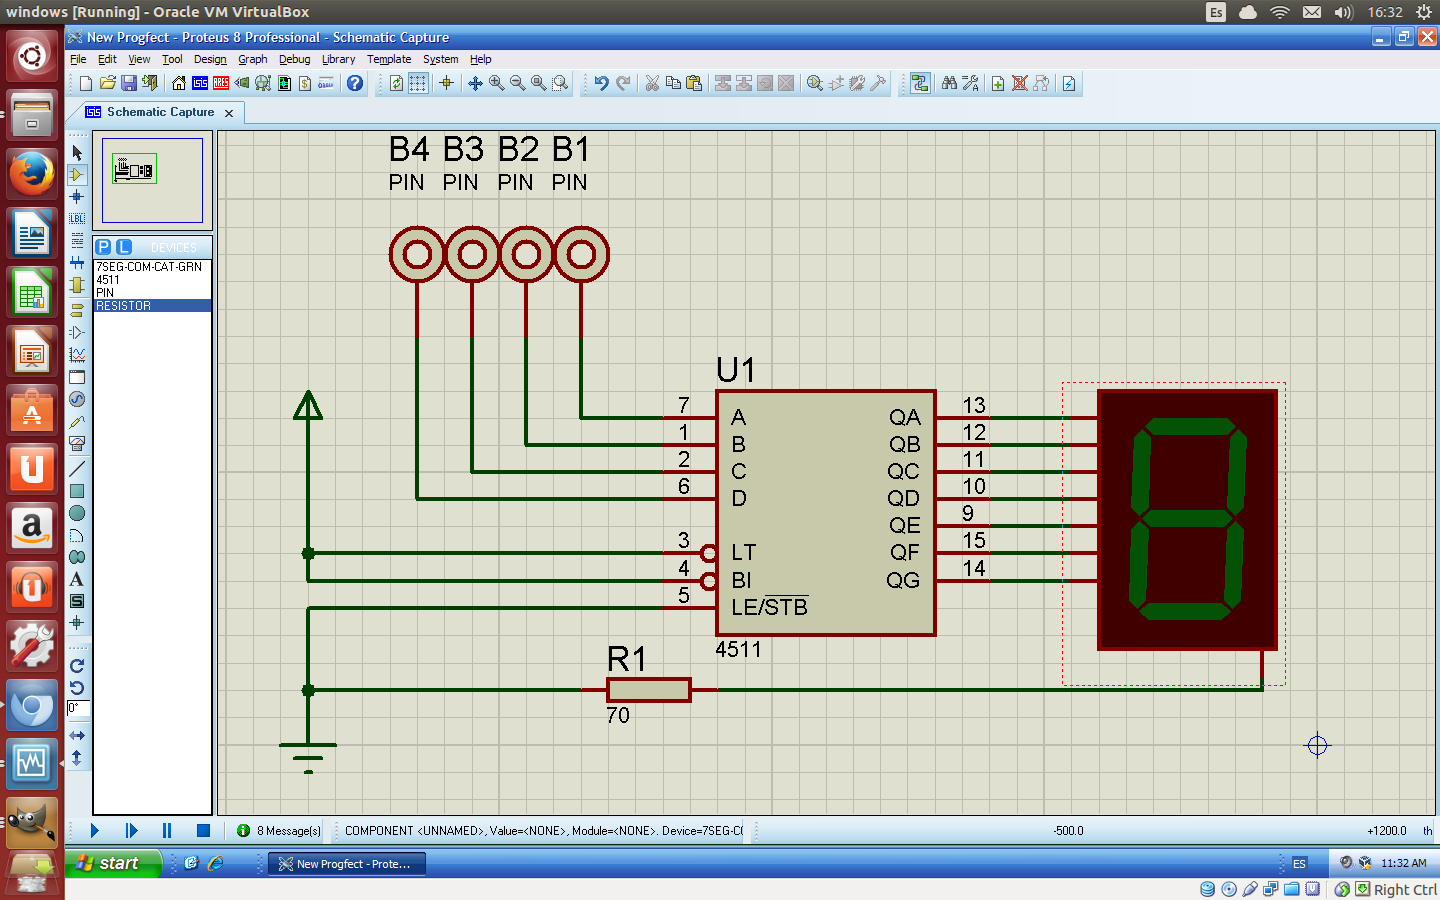 windows [Running] - Oracle VM VirtualBox
Es
16:32
New Progfect - Proteus 8 Professional - Schematic Capture
File Edit View Tool Design Graph Debug Library Template System Help
Schematic Capture
P L DEVICES
7SEG-COM-CAT-GRN
4511
PIN
RESISTOR
LBL
A
S
0°
B4 B3 B2 B1
PIN PIN PIN PIN
U1
7 A QA 13
1 B QB 12
2 C QC 11
6 D QD 10
QE 9
3 LT QF 15
4 BI QG 14
5 LE/STB
4511
R1
70
8 Message(s)
COMPONENT <UNNAMED>, Value=<NONE>, Module=<NONE>. Device=7SEG-C
-500.0
+1200.0 th
start
New Progfect - Prote...
ES
11:32 AM
Right Ctrl